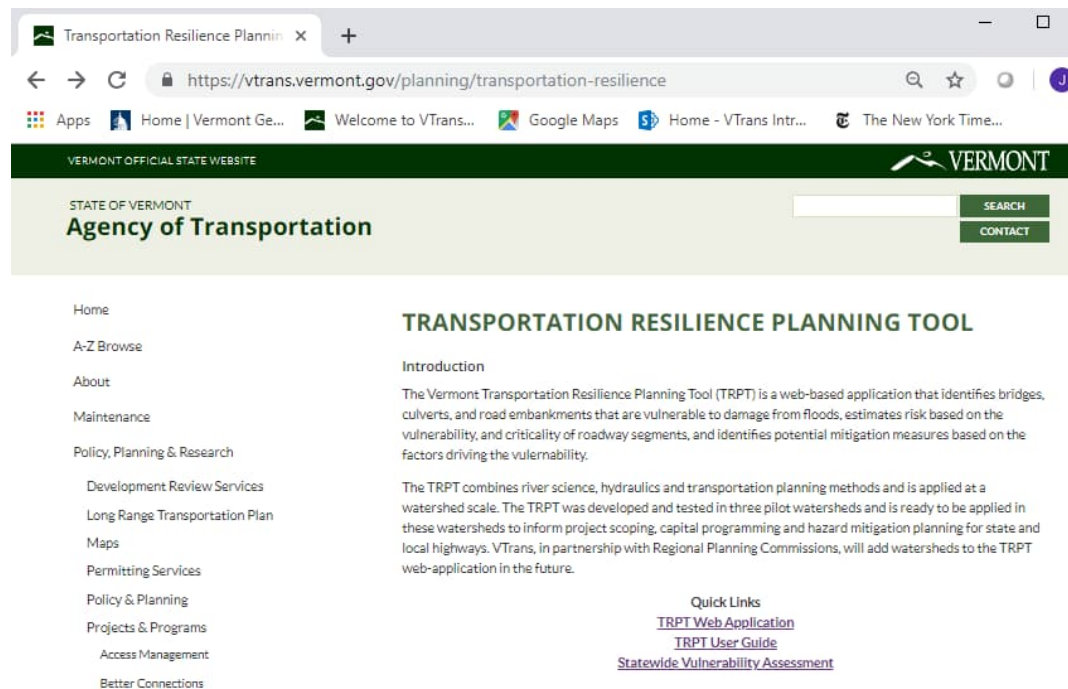 Transportation Resilience Plannin
https://vtrans.vermont.gov/planning/transportation-resilience
J
Apps
Home | Vermont Ge...
Welcome to VTrans...
Google Maps
Home - VTrans Intr...
The New York Time...
VERMONT OFFICIAL STATE WEBSITE
VERMONT
STATE OF VERMONT
Agency of Transportation
SEARCH
CONTACT
Home
A-Z Browse
About
Maintenance
Policy, Planning & Research
Development Review Services
Long Range Transportation Plan
Maps
Permitting Services
Policy & Planning
Projects & Programs
Access Management
Better Connections
TRANSPORTATION RESILIENCE PLANNING TOOL
Introduction
The Vermont Transportation Resilience Planning Tool (TRPT) is a web-based application that identifies bridges,
culverts, and road embankments that are vulnerable to damage from floods, estimates risk based on the
vulnerability, and criticality of roadway segments, and identifies potential mitigation measures based on the
factors driving the vulernability.
The TRPT combines river science, hydraulics and transportation planning methods and is applied at a
watershed scale. The TRPT was developed and tested in three pilot watersheds and is ready to be applied in
these watersheds to inform project scoping, capital programming and hazard mitigation planning for state and
local highways. VTrans, in partnership with Regional Planning Commissions, will add watersheds to the TRPT
web-application in the future.
Quick Links
TRPT Web Application
TRPT User Guide
Statewide Vulnerability Assessment